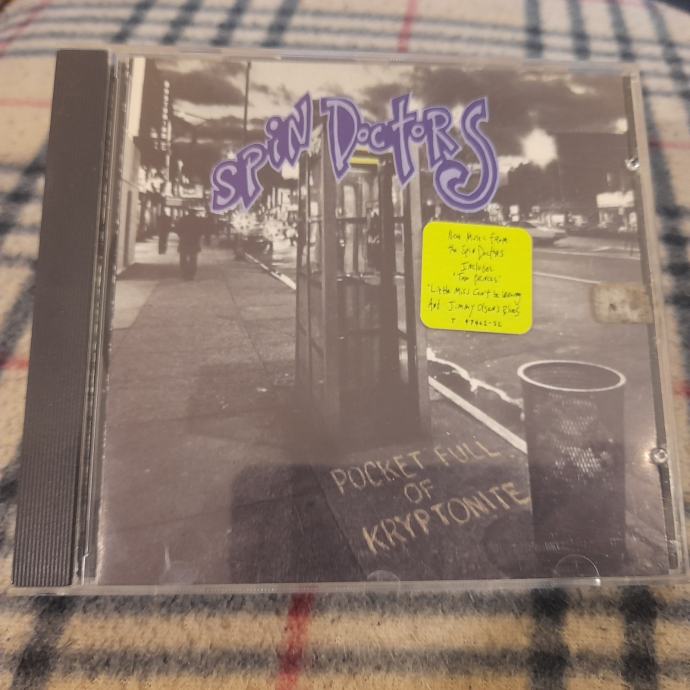 SPIN DOCTORS
New Music from
the Spin Doctors
Includes
"Two Princes"
"Little Miss Can't be Wrong
And Jimmy Olsen's Blues
POCKET FULL
OF
KRYPTONITE